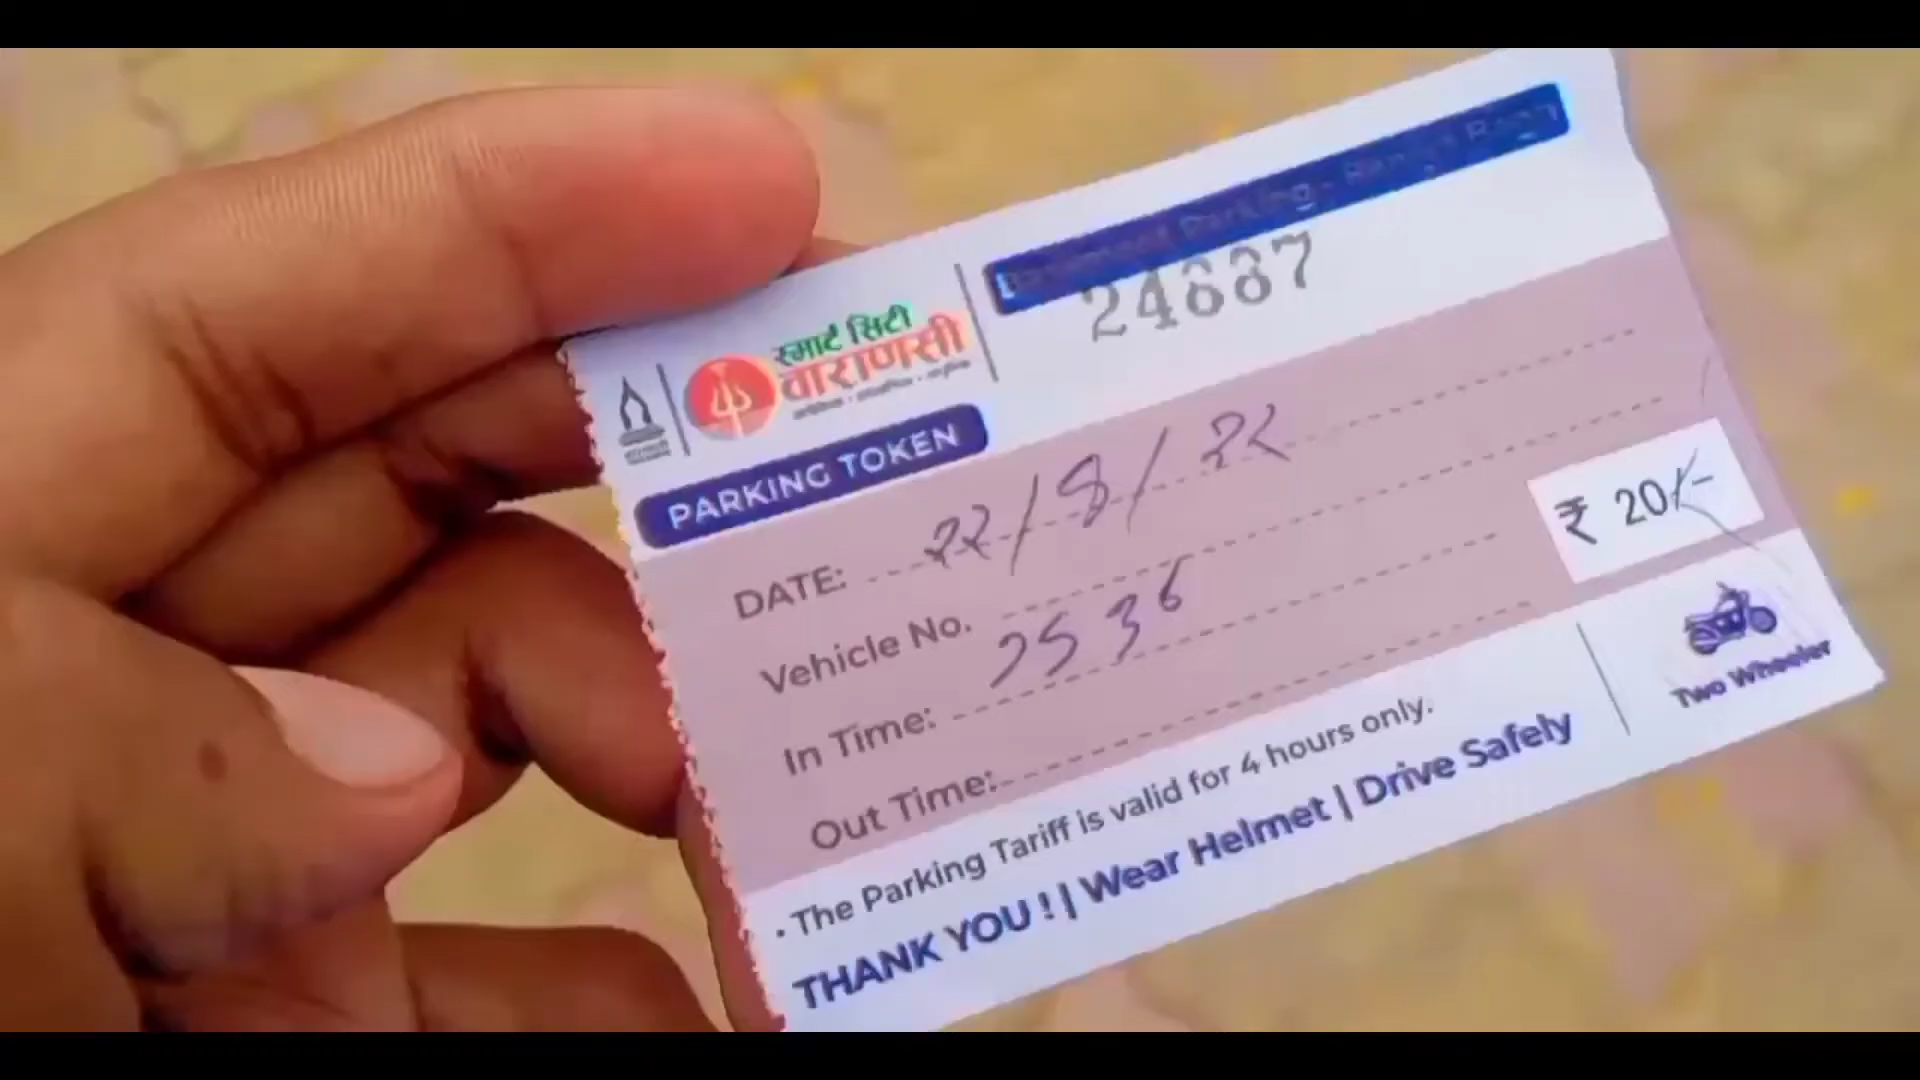 स्मार्ट सिटी
वाराणसी
24687
PARKING TOKEN
DATE: 22/8/22
Vehicle No. 2536
In Time:
Out Time:
₹ 20/-
Two Wheeler
. The Parking Tariff is valid for 4 hours only.
THANK YOU ! | Wear Helmet | Drive Safely